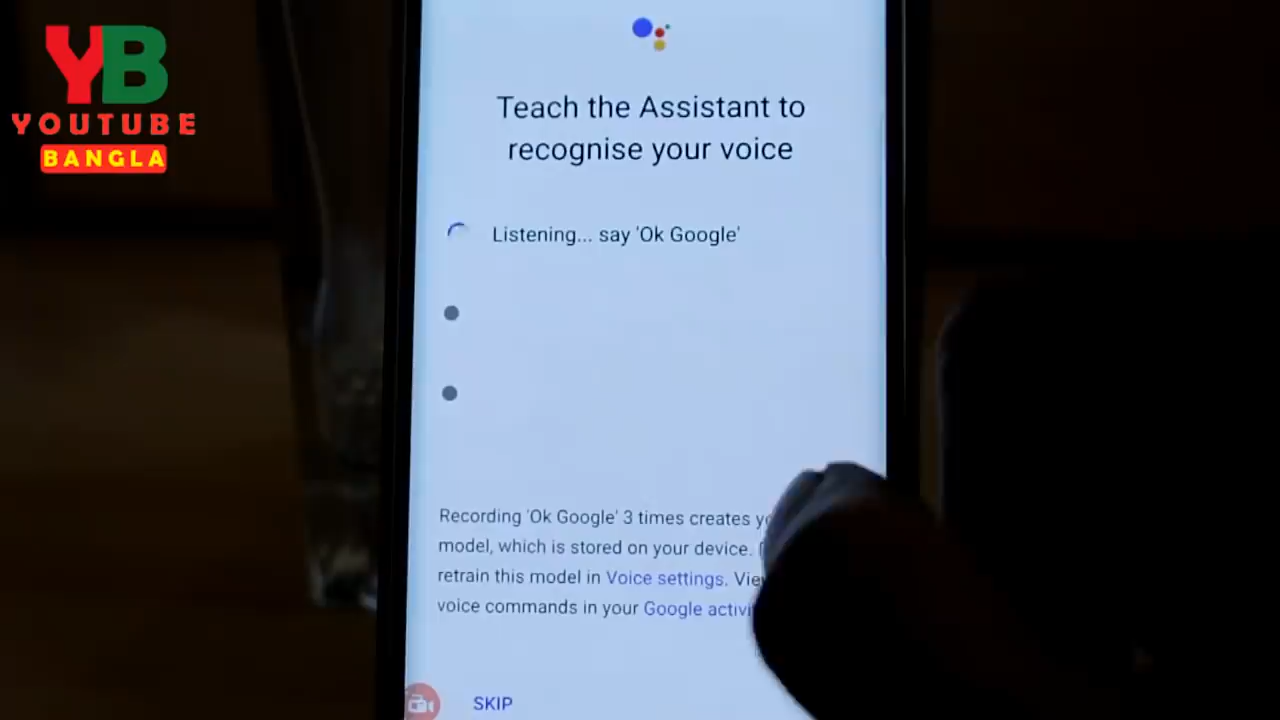 YB
YOUTUBE
BANGLA
Teach the Assistant to
recognise your voice
Listening... say 'Ok Google'
Recording 'Ok Google' 3 times creates
model, which is stored on your device.
retrain this model in Voice settings.
voice commands in your Google
SKIP